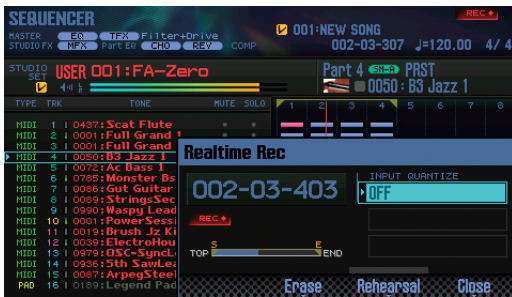 SEQUENCER
REC
MASTER EQ TFX Filter+Drive
STUDIO FX MFX Part EQ CHO REV COMP
001:NEW SONG
002-03-307 ♩=120.00 4/ 4
STUDIO SET USER 001:FA-Zero
Part 4 SN-A PRST
0050: B3 Jazz 1
TYPE TRK TONE MUTE SOLO 1 2 3 4 5 6 7 8
MIDI 1 0437:Scat Flute
MIDI 2 0001:Full Grand 1
MIDI 3 0001:Full Grand
MIDI 4 0050:B3 Jazz 1
MIDI 5 0072:Ac Bass 1
MIDI 6 0785:Monster Bs
MIDI 7 0086:Gut Guitar
MIDI 8 0089:StringsSec
MIDI 9 0990:Waspy Lead
MIDI 10 0001:PowerSessi
MIDI 11 0019:Brush Jz Ki
MIDI 12 0039:ElectroHou
MIDI 13 0979:OSC-SyncL
MIDI 14 0936:5th SawLea
MIDI 15 0087:ArpegSteel
PAD 16 0189:Legend Pad
Realtime Rec
002-03-403
INPUT QUANTIZE
OFF
REC
S E
TOP END
Erase Rehearsal Close